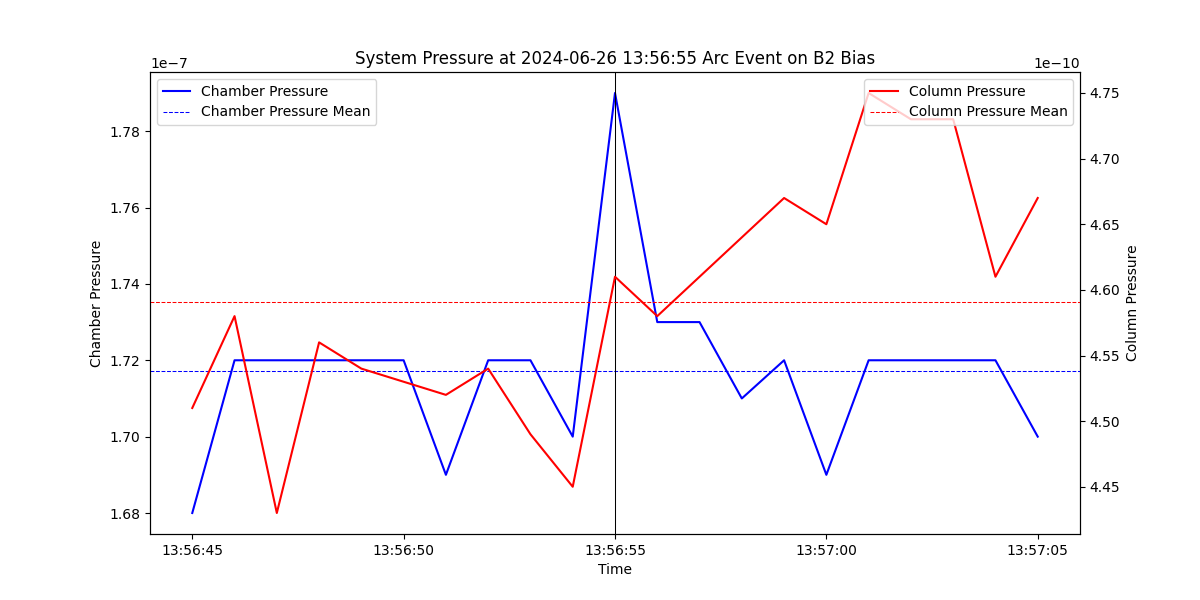 System Pressure at 2024-06-26 13:56:55 Arc Event on B2 Bias
1e−7
1e−10
Chamber Pressure
Chamber Pressure Mean
Column Pressure
Column Pressure Mean
1.78
1.76
1.74
1.72
1.70
1.68
Chamber Pressure
4.75
4.70
4.65
4.60
4.55
4.50
4.45
Column Pressure
13:56:45
13:56:50
13:56:55
13:57:00
13:57:05
Time